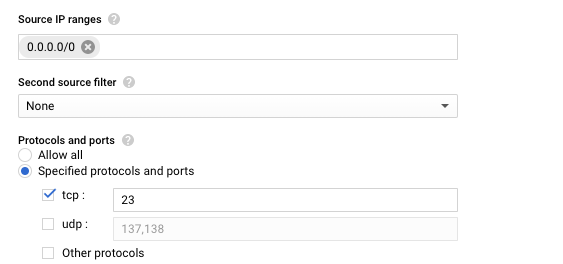 Source IP ranges
0.0.0.0/0
Second source filter
None
Protocols and ports
Allow all
Specified protocols and ports
tcp : 23
udp : 137,138
Other protocols